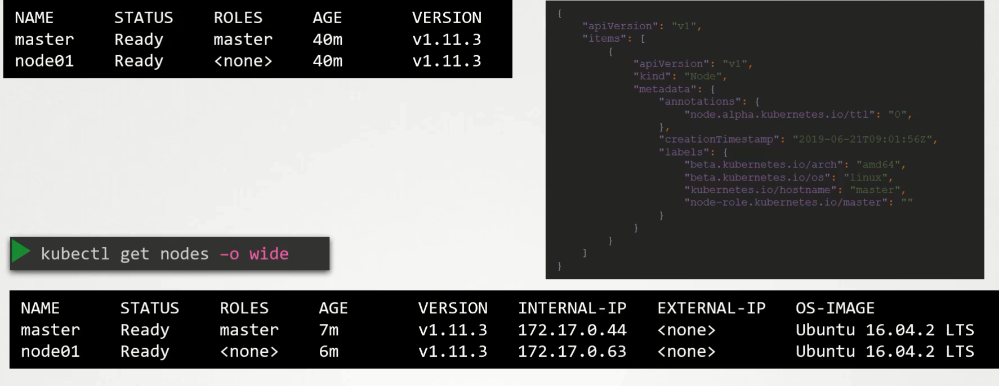 NAME STATUS ROLES AGE VERSION
master Ready master 40m v1.11.3
node01 Ready <none> 40m v1.11.3
{
"apiVersion": "v1",
"items": [
{
"apiVersion": "v1",
"kind": "Node",
"metadata": {
"annotations": {
"node.alpha.kubernetes.io/ttl": "0",
},
"creationTimestamp": "2019-06-21T09:01:56Z",
"labels": {
"beta.kubernetes.io/arch": "amd64",
"beta.kubernetes.io/os": "linux",
"kubernetes.io/hostname": "master",
"node-role.kubernetes.io/master": ""
}
}
}
]
}
kubectl get nodes –o wide
NAME STATUS ROLES AGE VERSION INTERNAL-IP EXTERNAL-IP OS-IMAGE
master Ready master 7m v1.11.3 172.17.0.44 <none> Ubuntu 16.04.2 LTS
node01 Ready <none> 6m v1.11.3 172.17.0.63 <none> Ubuntu 16.04.2 LTS